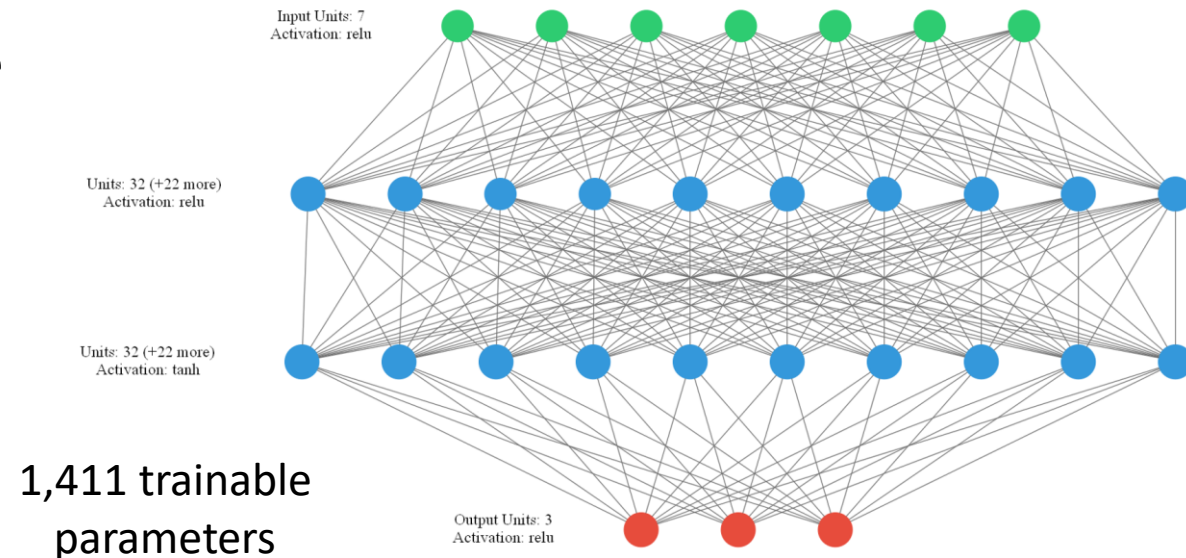 Input Units: 7
Activation: relu
Units: 32 (+22 more)
Activation: relu
Units: 32 (+22 more)
Activation: tanh
1,411 trainable
parameters
Output Units: 3
Activation: relu